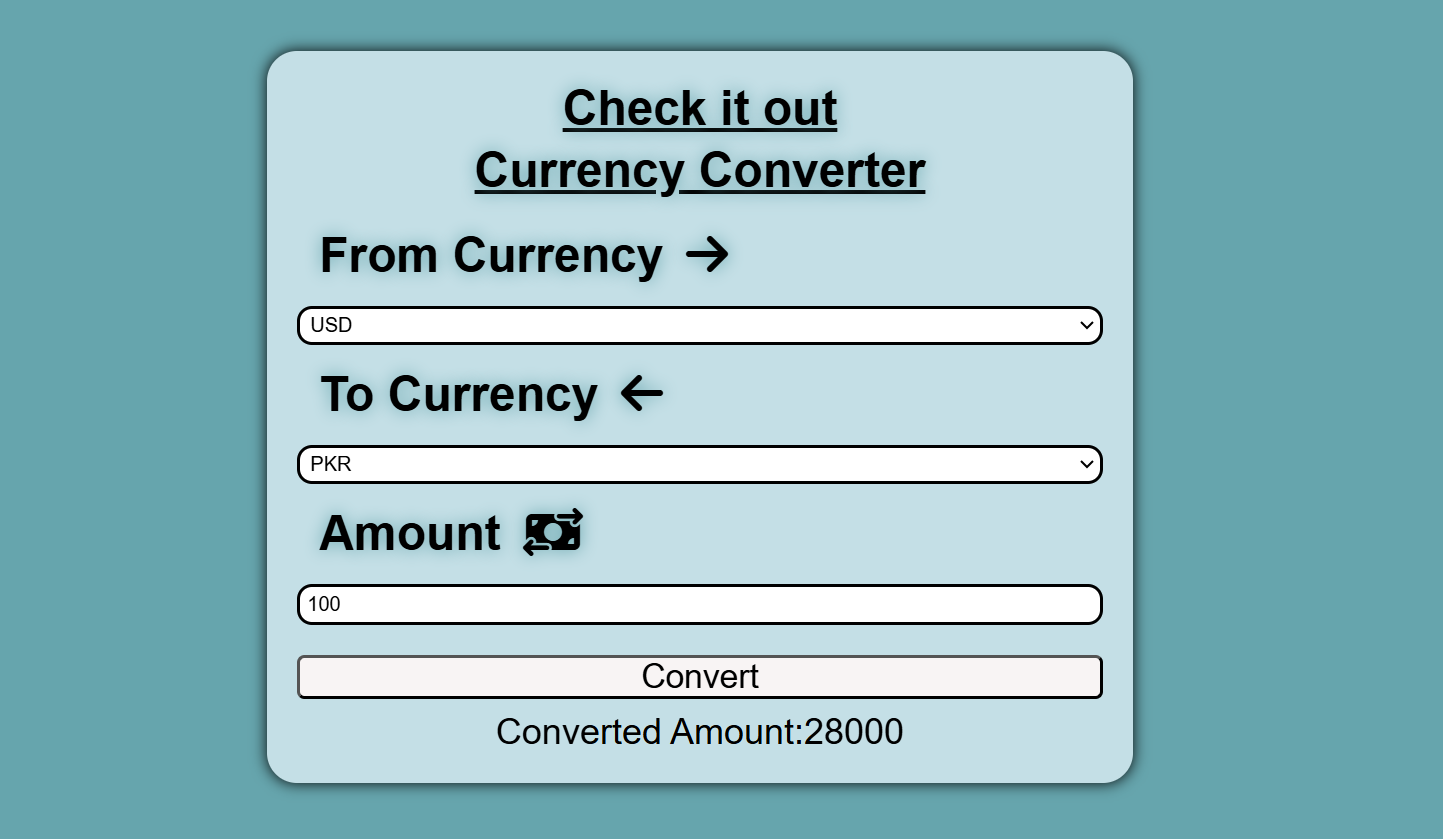 Check it out
Currency Converter
From Currency
USD
To Currency
PKR
Amount
100
Convert
Converted Amount:28000